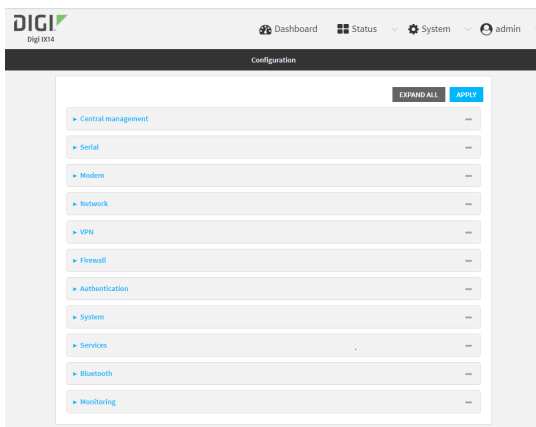 DIGI
Digi IX14
Dashboard Status System admin
Configuration
EXPAND ALL APPLY
Central management
Serial
Modem
Network
VPN
Firewall
Authentication
System
Services
Bluetooth
Monitoring